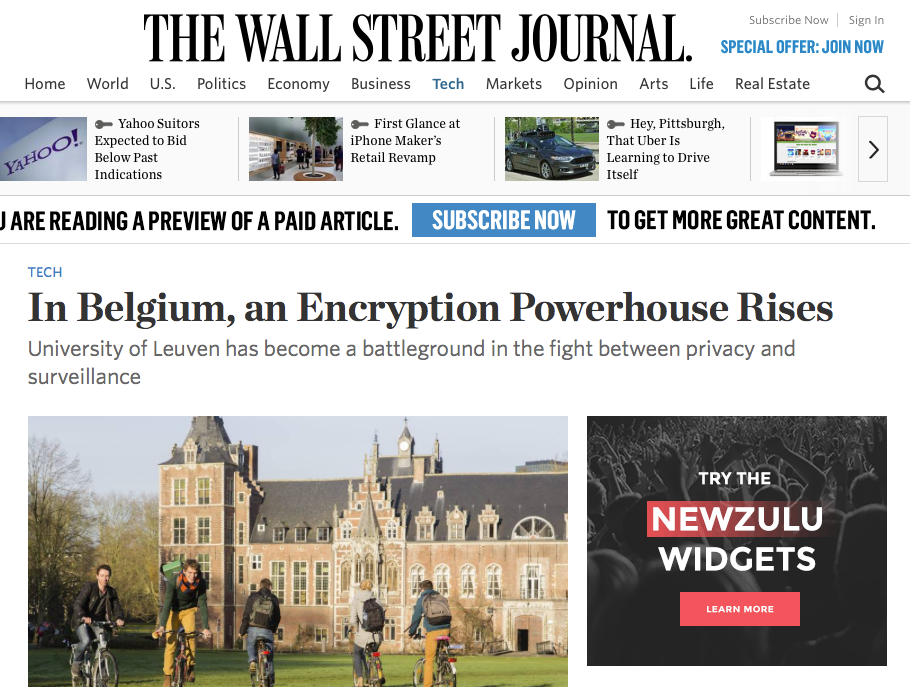 THE WALL STREET JOURNAL.
Subscribe Now | Sign In
SPECIAL OFFER: JOIN NOW
Home World U.S. Politics Economy Business Tech Markets Opinion Arts Life Real Estate
YAHOO!
Yahoo Suitors
Expected to Bid
Below Past
Indications
First Glance at
iPhone Maker's
Retail Revamp
Hey, Pittsburgh,
That Uber Is
Learning to Drive
Itself
ARE READING A PREVIEW OF A PAID ARTICLE. SUBSCRIBE NOW TO GET MORE GREAT CONTENT.
TECH
In Belgium, an Encryption Powerhouse Rises
University of Leuven has become a battleground in the fight between privacy and
surveillance
TRY THE
NEWZULU
WIDGETS
LEARN MORE